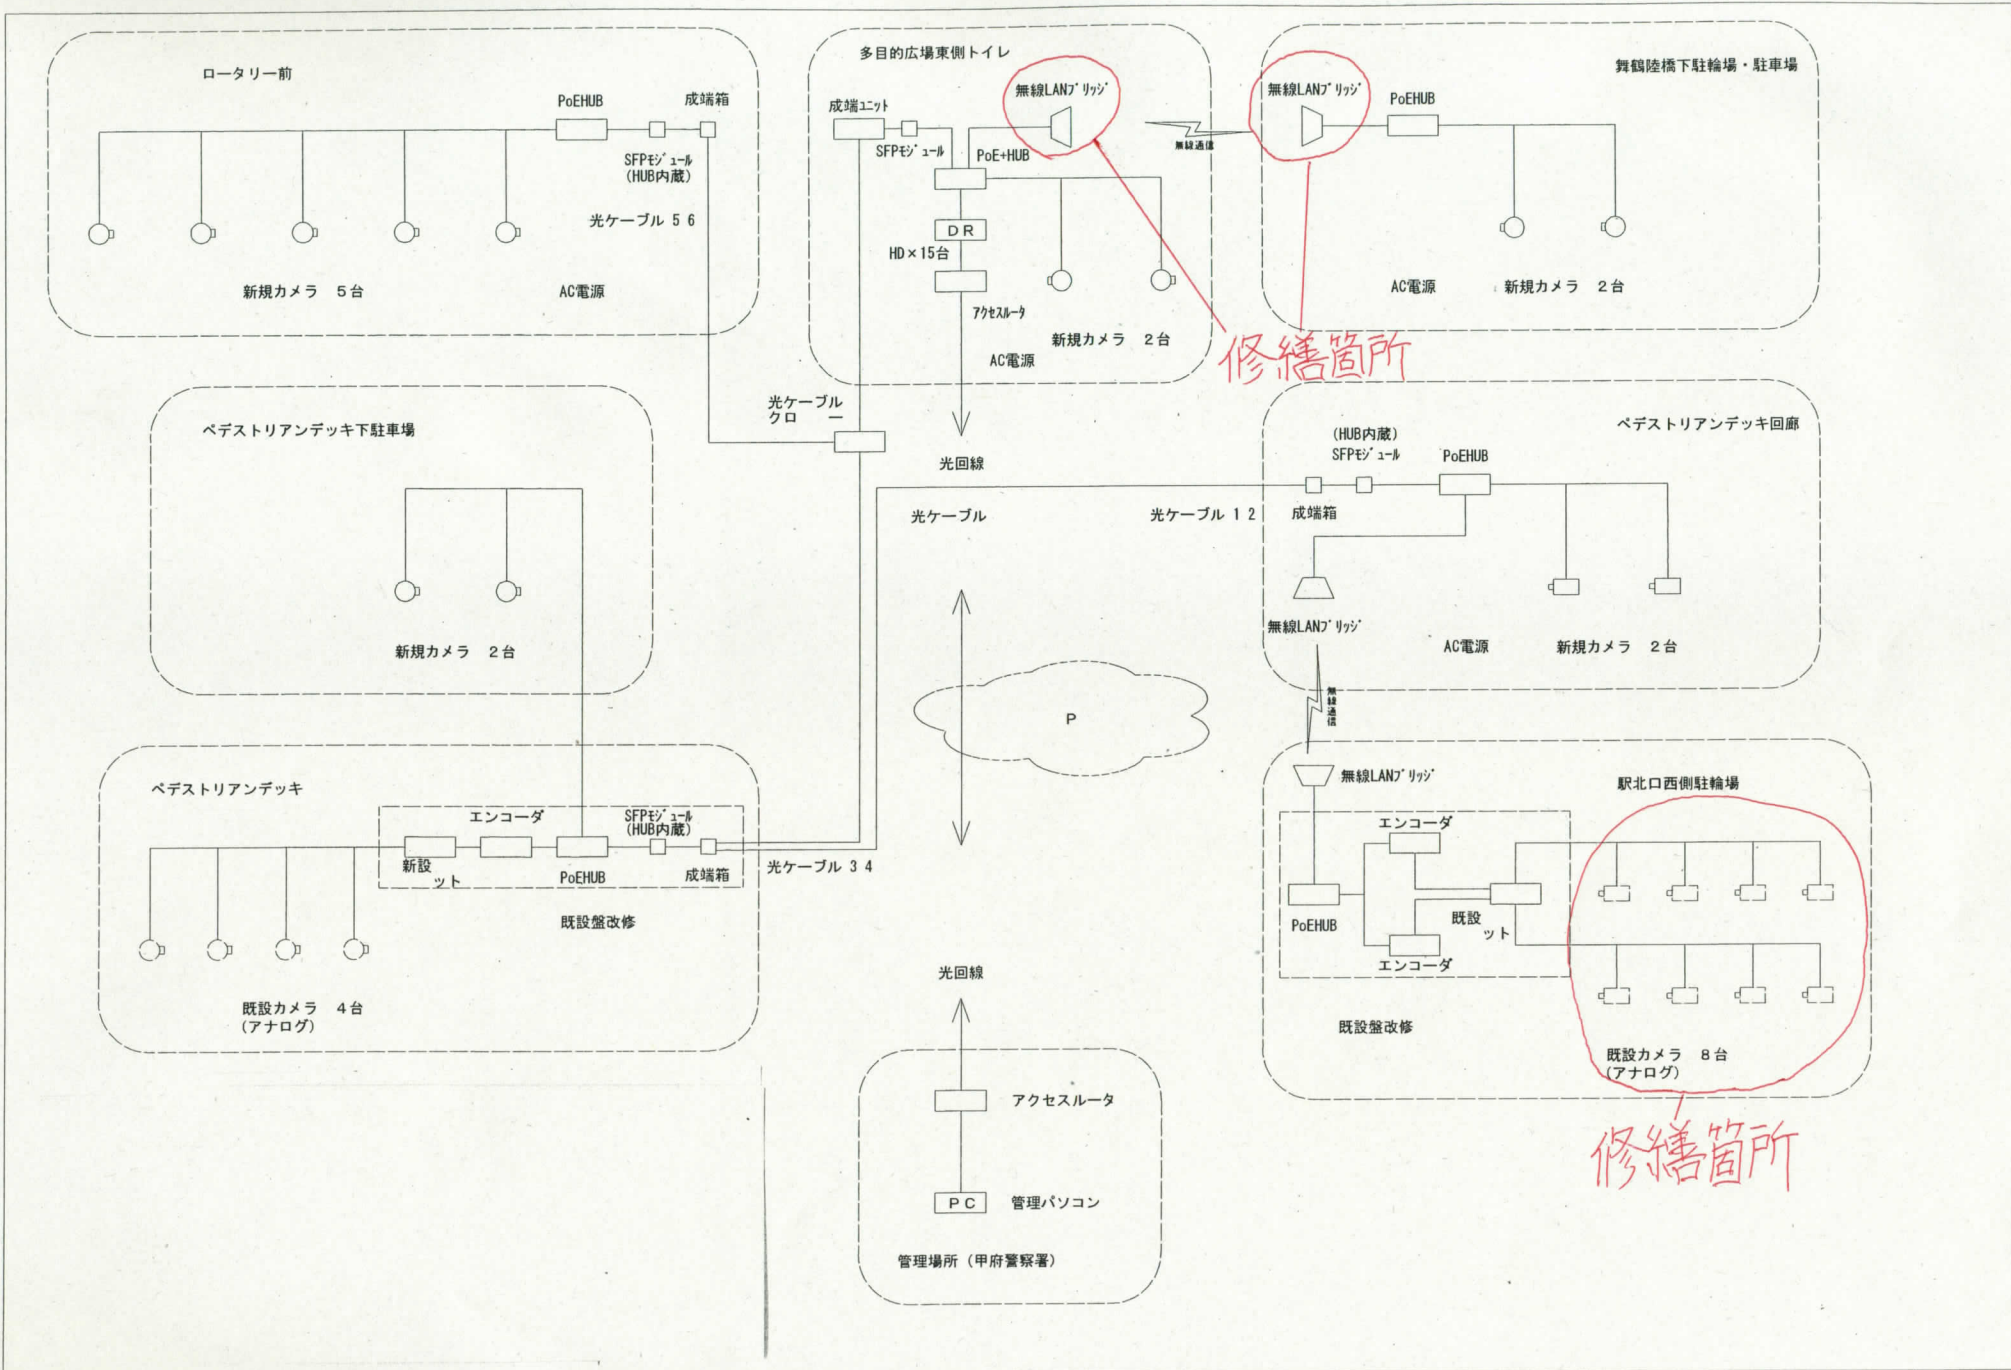 ロータリー前
PoEHUB
成端箱
SFPモジュール
(HUB内蔵)
光ケーブル 5 6
新規カメラ 5台
AC電源
多目的広場東側トイレ
無線LANブリッジ
成端ユニット
SFPモジュール
PoE+HUB
DR
HD×15台
アクセスルータ
新規カメラ 2台
AC電源
無線通信
舞鶴陸橋下駐輪場・駐車場
無線LANブリッジ
PoEHUB
AC電源
新規カメラ 2台
修繕箇所
光ケーブル
クロ ー
光回線
ペデストリアンデッキ下駐車場
新規カメラ 2台
光ケーブル
光ケーブル 1 2
ペデストリアンデッキ回廊
(HUB内蔵)
SFPモジュール
PoEHUB
成端箱
無線LANブリッジ
AC電源
新規カメラ 2台
無線通信
P
ペデストリアンデッキ
エンコーダ
SFPモジュール
(HUB内蔵)
新設
ット
PoEHUB
成端箱
光ケーブル 3 4
既設盤改修
既設カメラ 4台
(アナログ)
無線LANブリッジ
駅北口西側駐輪場
エンコーダ
PoEHUB
既設
ット
エンコーダ
既設盤改修
既設カメラ 8台
(アナログ)
修繕箇所
光回線
アクセスルータ
PC
管理パソコン
管理場所（甲府警察署）